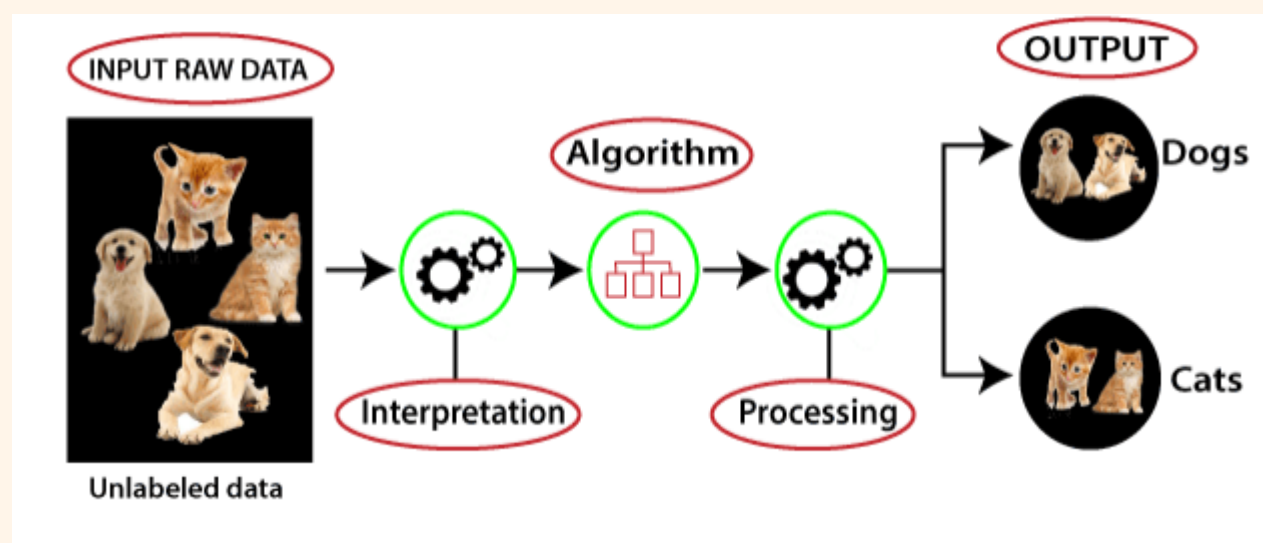 INPUT RAW DATA
OUTPUT
Algorithm
Dogs
Interpretation
Processing
Cats
Unlabeled data